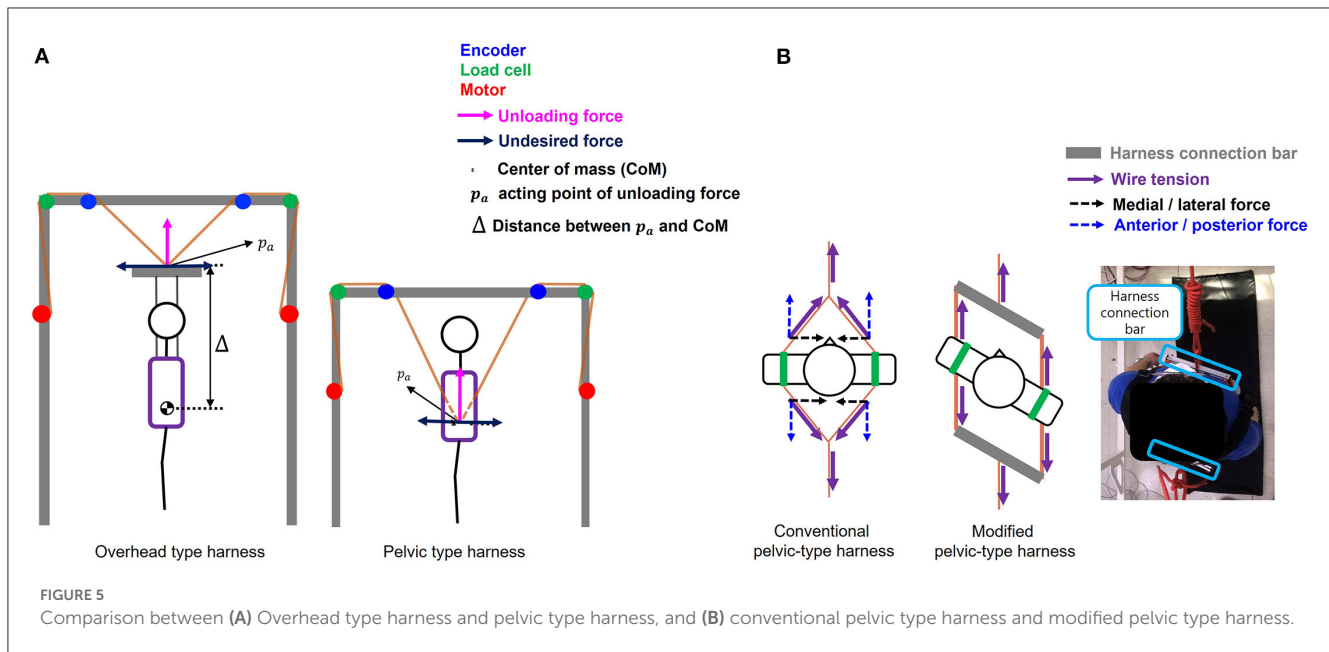 A
Encoder
Load cell
Motor
Unloading force
Undesired force
Center of mass (CoM)
𝑝𝑎 acting point of unloading force
Δ Distance between 𝑝𝑎 and CoM
𝑝𝑎
Δ
𝑝𝑎
Overhead type harness
Pelvic type harness
B
Harness connection bar
Wire tension
Medial / lateral force
Anterior / posterior force
Harness
connection
bar
Conventional
pelvic-type harness
Modified
pelvic-type harness
FIGURE 5
Comparison between (A) Overhead type harness and pelvic type harness, and (B) conventional pelvic type harness and modified pelvic type harness.